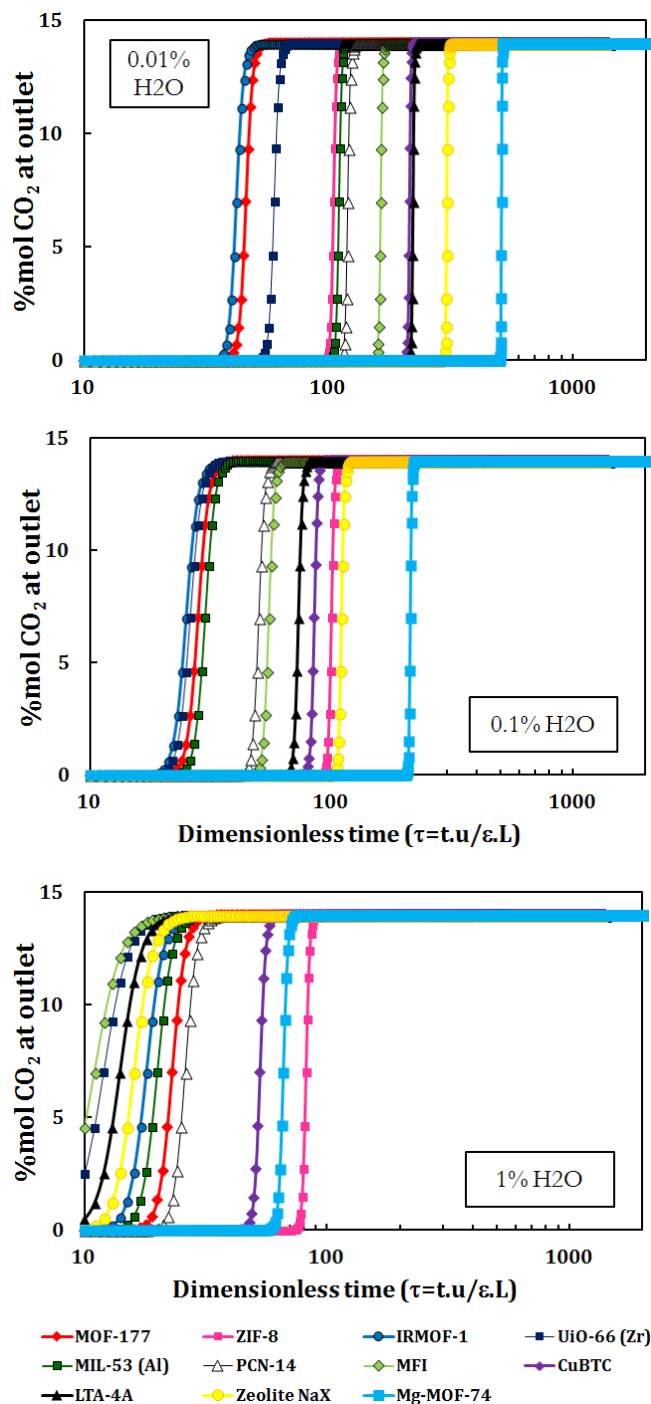 15
10
5
0
%mol CO₂ at outlet
0.01%
H2O
10
100
1000
15
10
5
0
%mol CO₂ at outlet
0.1% H2O
10
100
1000
Dimensionless time (τ=t.u/ε.L)
15
10
5
0
%mol CO₂ at outlet
1% H2O
10
100
1000
Dimensionless time (τ=t.u/ε.L)
MOF-177 ZIF-8 IRMOF-1 UiO-66 (Zr)
MIL-53 (Al) PCN-14 MFI CuBTC
LTA-4A Zeolite NaX Mg-MOF-74